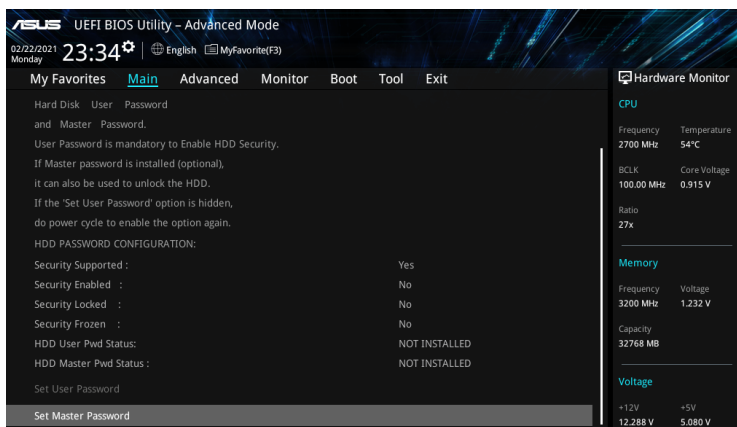 ASUS UEFI BIOS Utility – Advanced Mode
02/22/2021
Monday
23:34 English MyFavorite(F3)
My Favorites Main Advanced Monitor Boot Tool Exit
Hard Disk User Password
and Master Password.
User Password is mandatory to Enable HDD Security.
If Master password is installed (optional),
it can also be used to unlock the HDD.
If the 'Set User Password' option is hidden,
do power cycle to enable the option again.
HDD PASSWORD CONFIGURATION:
Security Supported : Yes
Security Enabled : No
Security Locked : No
Security Frozen : No
HDD User Pwd Status: NOT INSTALLED
HDD Master Pwd Status : NOT INSTALLED
Set User Password
Set Master Password
Hardware Monitor
CPU
Frequency Temperature
2700 MHz 54°C
BCLK Core Voltage
100.00 MHz 0.915 V
Ratio
27x
Memory
Frequency Voltage
3200 MHz 1.232 V
Capacity
32768 MB
Voltage
+12V +5V
12.288 V 5.080 V